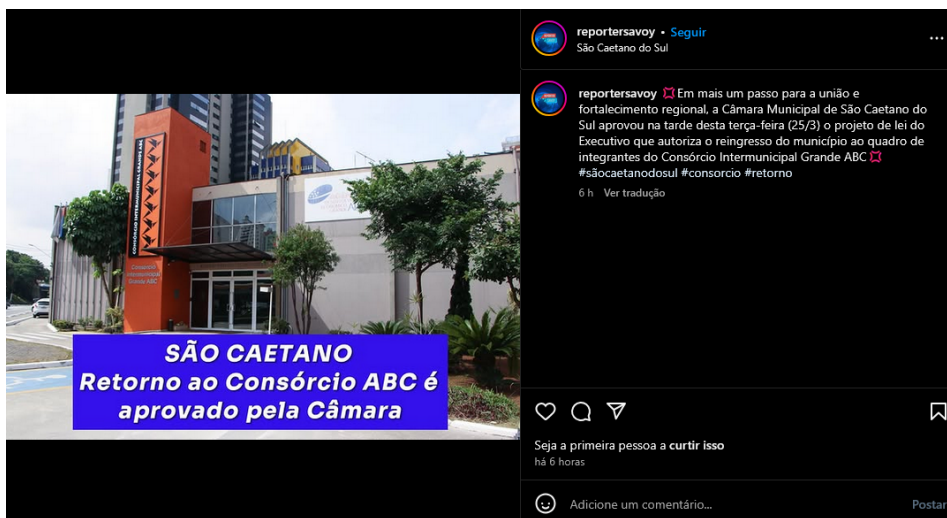 CONSÓRCIO INTERMUNICIPAL GRANDE ABC
Consórcio
Intermunicipal
Grande ABC
SÃO CAETANO
Retorno ao Consórcio ABC é
aprovado pela Câmara
reportersavoy • Seguir
São Caetano do Sul
reportersavoy 💢 Em mais um passo para a união e
fortalecimento regional, a Câmara Municipal de São Caetano do
Sul aprovou na tarde desta terça-feira (25/3) o projeto de lei do
Executivo que autoriza o reingresso do município ao quadro de
integrantes do Consórcio Intermunicipal Grande ABC 💢
#sãocaetanodosul #consorcio #retorno
6 h Ver tradução
Seja a primeira pessoa a curtir isso
há 6 horas
Adicione um comentário...
Postar